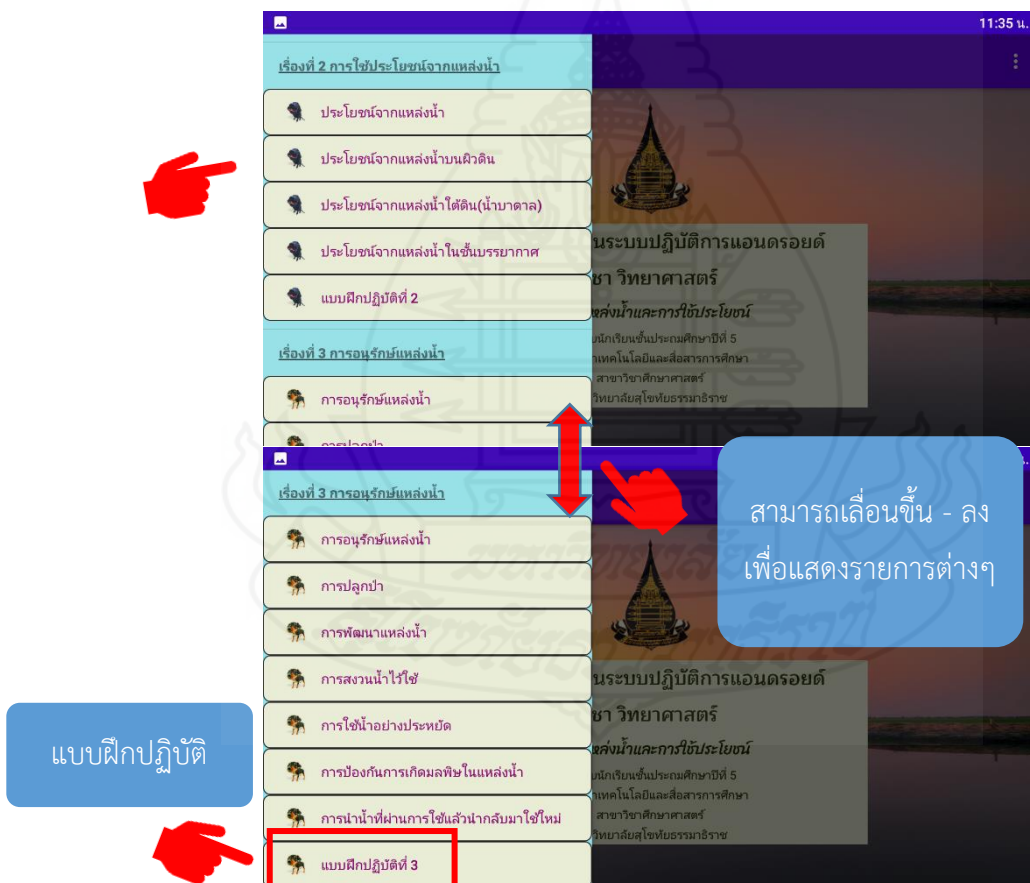 11:35 น.
เรื่องที่ 2 การใช้ประโยชน์จากแหล่งน้ำ
ประโยชน์จากแหล่งน้ำ
ประโยชน์จากแหล่งน้ำบนผิวดิน
ประโยชน์จากแหล่งน้ำใต้ดิน(น้ำบาดาล)
ประโยชน์จากแหล่งน้ำในชั้นบรรยากาศ
แบบฝึกปฏิบัติที่ 2
เรื่องที่ 3 การอนุรักษ์แหล่งน้ำ
การอนุรักษ์แหล่งน้ำ
การปลูกป่า
นระบบปฏิบัติการแอนดรอยด์
ชา วิทยาศาสตร์
หล่งน้ำและการใช้ประโยชน์
นักเรียนชั้นประถมศึกษาปีที่ 5
เทคโนโลยีและสื่อสารการศึกษา
สาขาวิชาศึกษาศาสตร์
วิทยาลัยสุโขทัยธรรมาธิราช
เรื่องที่ 3 การอนุรักษ์แหล่งน้ำ
การอนุรักษ์แหล่งน้ำ
การปลูกป่า
การพัฒนาแหล่งน้ำ
การสงวนน้ำไว้ใช้
การใช้น้ำอย่างประหยัด
การป้องกันการเกิดมลพิษในแหล่งน้ำ
การนำน้ำที่ผ่านการใช้แล้วนำกลับมาใช้ใหม่
แบบฝึกปฏิบัติที่ 3
นระบบปฏิบัติการแอนดรอยด์
ชา วิทยาศาสตร์
หล่งน้ำและการใช้ประโยชน์
นักเรียนชั้นประถมศึกษาปีที่ 5
เทคโนโลยีและสื่อสารการศึกษา
สาขาวิชาศึกษาศาสตร์
วิทยาลัยสุโขทัยธรรมาธิราช
สามารถเลื่อนขึ้น - ลง
เพื่อแสดงรายการต่างๆ
แบบฝึกปฏิบัติ